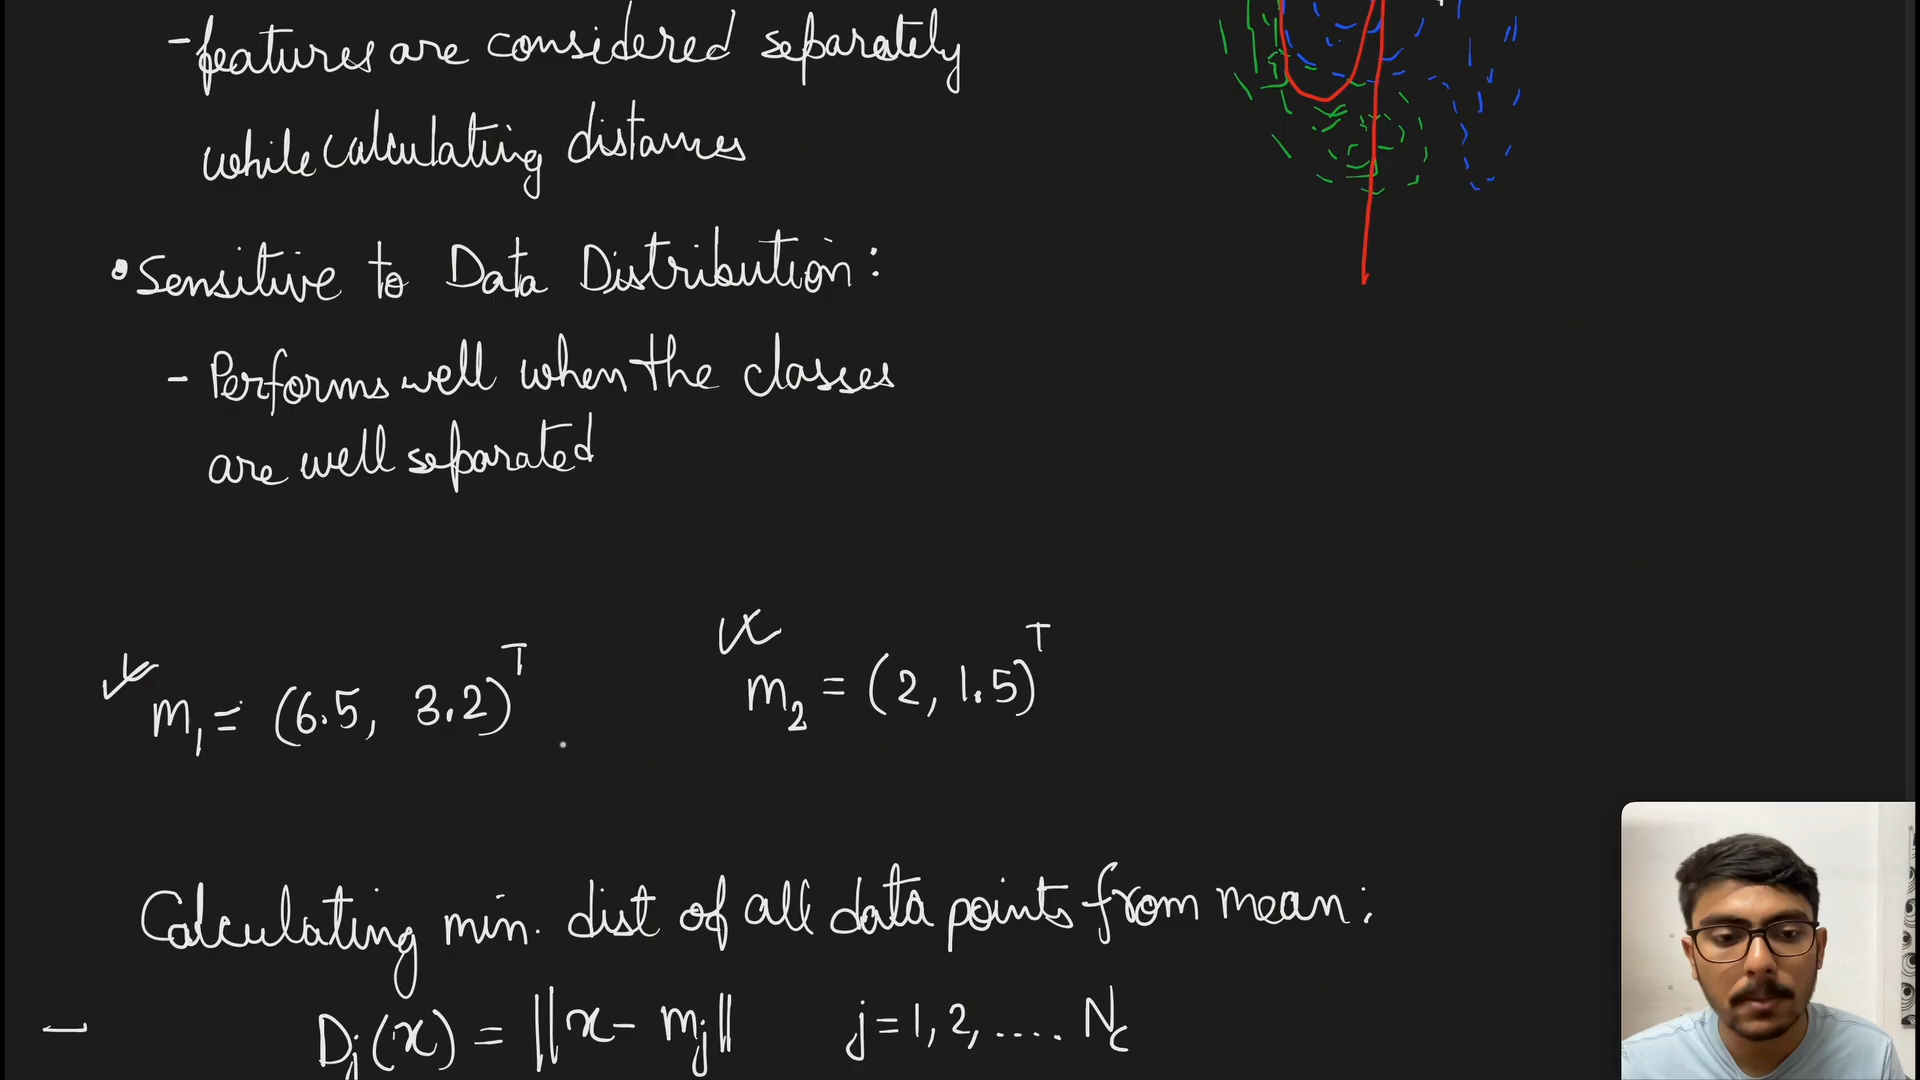 - features are considered separately
while calculating distances
• Sensitive to Data Distribution:
- Performs well when the classes
are well separated
m₁ = (6.5, 3.2)ᵀ
m₂ = (2, 1.5)ᵀ
Calculating min. dist of all data points from mean:
Dⱼ(x) = ||x - mⱼ|| j = 1, 2, .... N_c